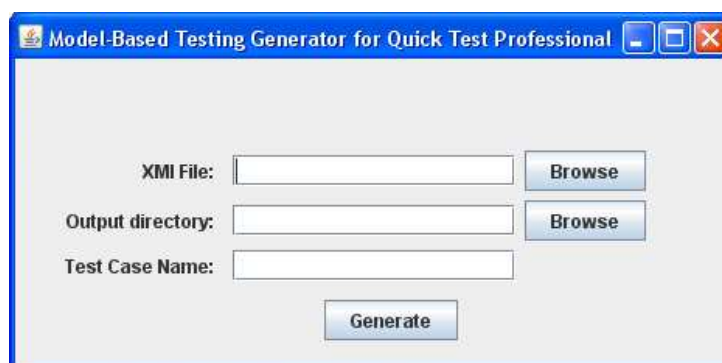 Model-Based Testing Generator for Quick Test Professional
XMI File: Browse
Output directory: Browse
Test Case Name:
Generate